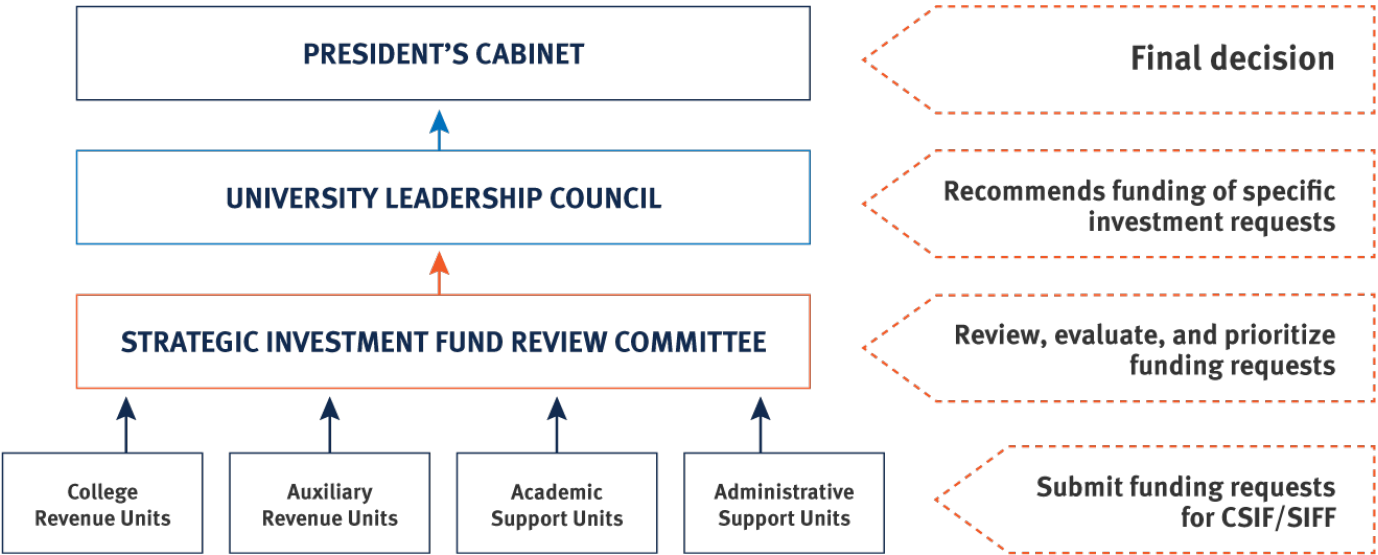 PRESIDENT'S CABINET
Final decision
UNIVERSITY LEADERSHIP COUNCIL
Recommends funding of specific
investment requests
STRATEGIC INVESTMENT FUND REVIEW COMMITTEE
Review, evaluate, and prioritize
funding requests
College
Revenue Units
Auxiliary
Revenue Units
Academic
Support Units
Administrative
Support Units
Submit funding requests
for CSIF/SIFF